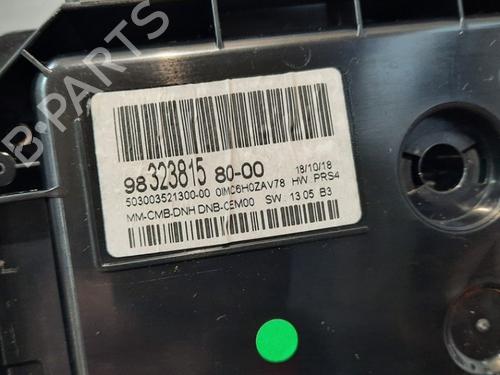 B-PARTS
98 323815 80-00 18/10/18
503003521300-00 0IMC6H0ZAV78 HW PRS4
MM-CMB-DNH DNB-CEM00 SW 13 05 B3